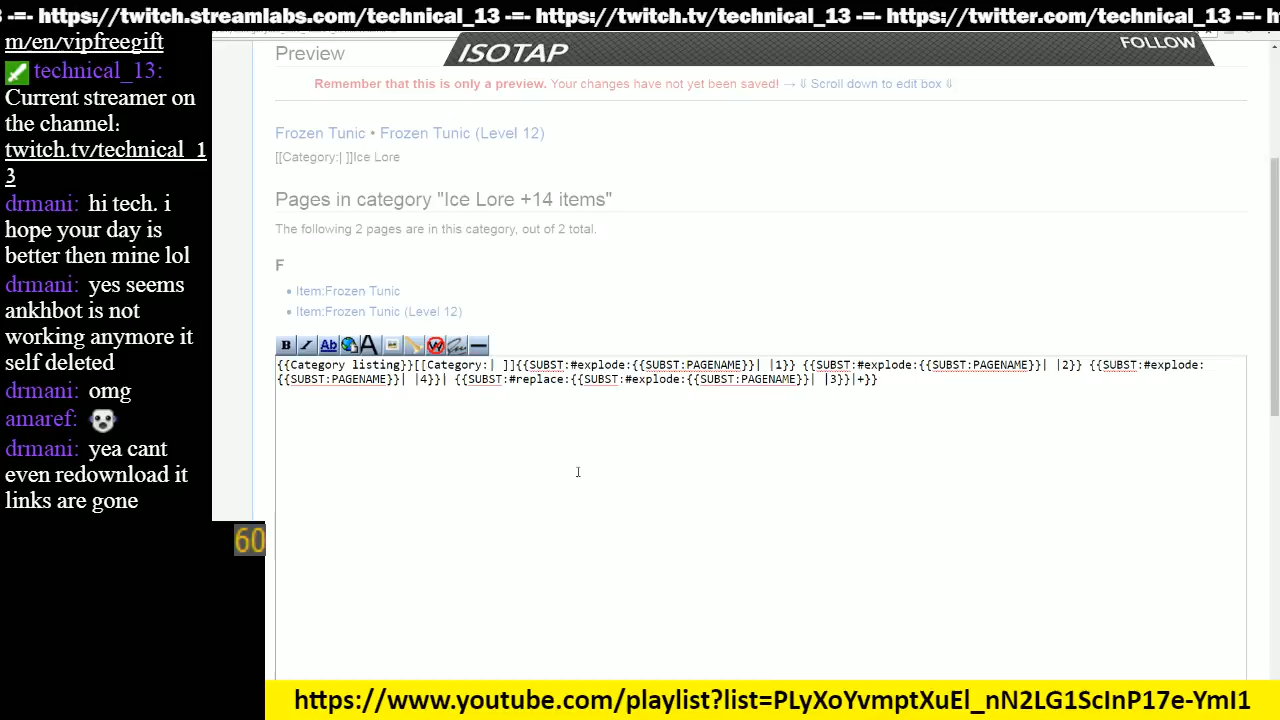 3 -=- https://twitch.streamlabs.com/technical_13 -=- https://twitch.tv/technical_13 -=- https://twitter.com/technical_13 -=- h
m/en/vipfreegift
technical_13:
Current streamer on
the channel:
twitch.tv/technical_1
3
drmani: hi tech. i
hope your day is
better then mine lol
drmani: yes seems
ankhbot is not
working anymore it
self deleted
drmani: omg
amaref:
drmani: yea cant
even redownload it
links are gone
60
ISOTAP
FOLLOW
Preview
Remember that this is only a preview. Your changes have not yet been saved! → ⇩ Scroll down to edit box ⇩
Frozen Tunic • Frozen Tunic (Level 12)
[[Category:| ]]Ice Lore
Pages in category "Ice Lore +14 items"
The following 2 pages are in this category, out of 2 total.
F
• Item:Frozen Tunic
• Item:Frozen Tunic (Level 12)
B I Ab A W
{{Category listing}}[[Category:| ]]{{SUBST:#explode:{{SUBST:PAGENAME}}| |1}} {{SUBST:#explode:{{SUBST:PAGENAME}}| |2}} {{SUBST:#explode:
{{SUBST:PAGENAME}}| |4}}| {{SUBST:#replace:{{SUBST:#explode:{{SUBST:PAGENAME}}| |3}}|+}}
https://www.youtube.com/playlist?list=PLyXoYvmptXuEl_nN2LG1ScInP17e-YmI1